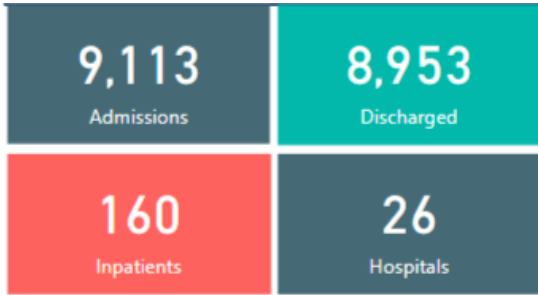 9,113
Admissions
8,953
Discharged
160
Inpatients
26
Hospitals